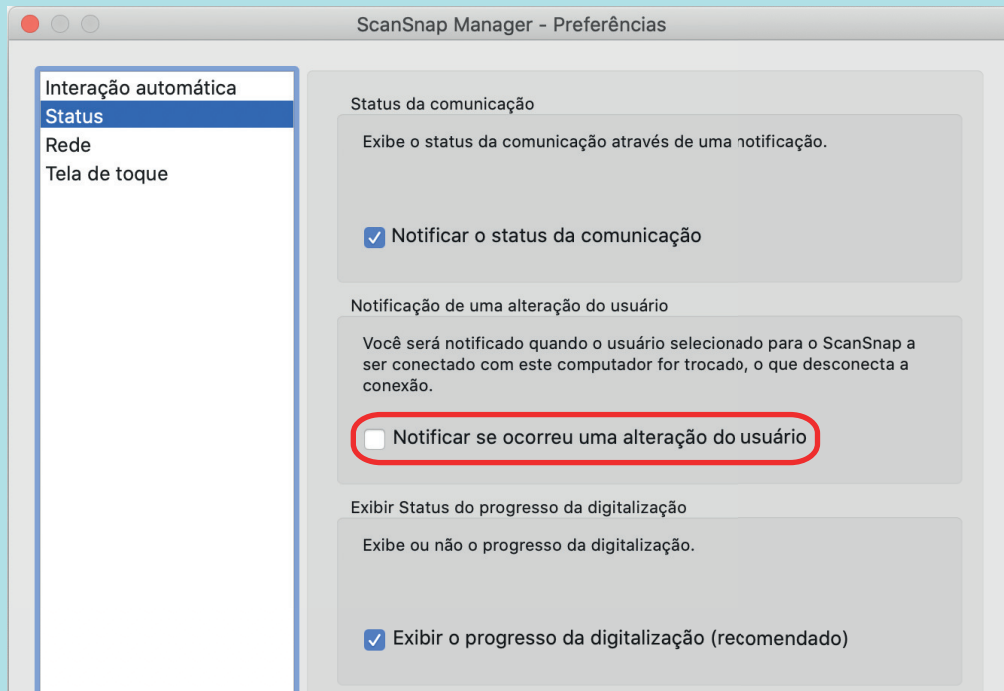 ScanSnap Manager - Preferências
Interação automática
Status
Rede
Tela de toque
Status da comunicação
Exibe o status da comunicação através de uma notificação.
Notificar o status da comunicação
Notificação de uma alteração do usuário
Você será notificado quando o usuário selecionado para o ScanSnap a
ser conectado com este computador for trocado, o que desconecta a
conexão.
Notificar se ocorreu uma alteração do usuário
Exibir Status do progresso da digitalização
Exibe ou não o progresso da digitalização.
Exibir o progresso da digitalização (recomendado)